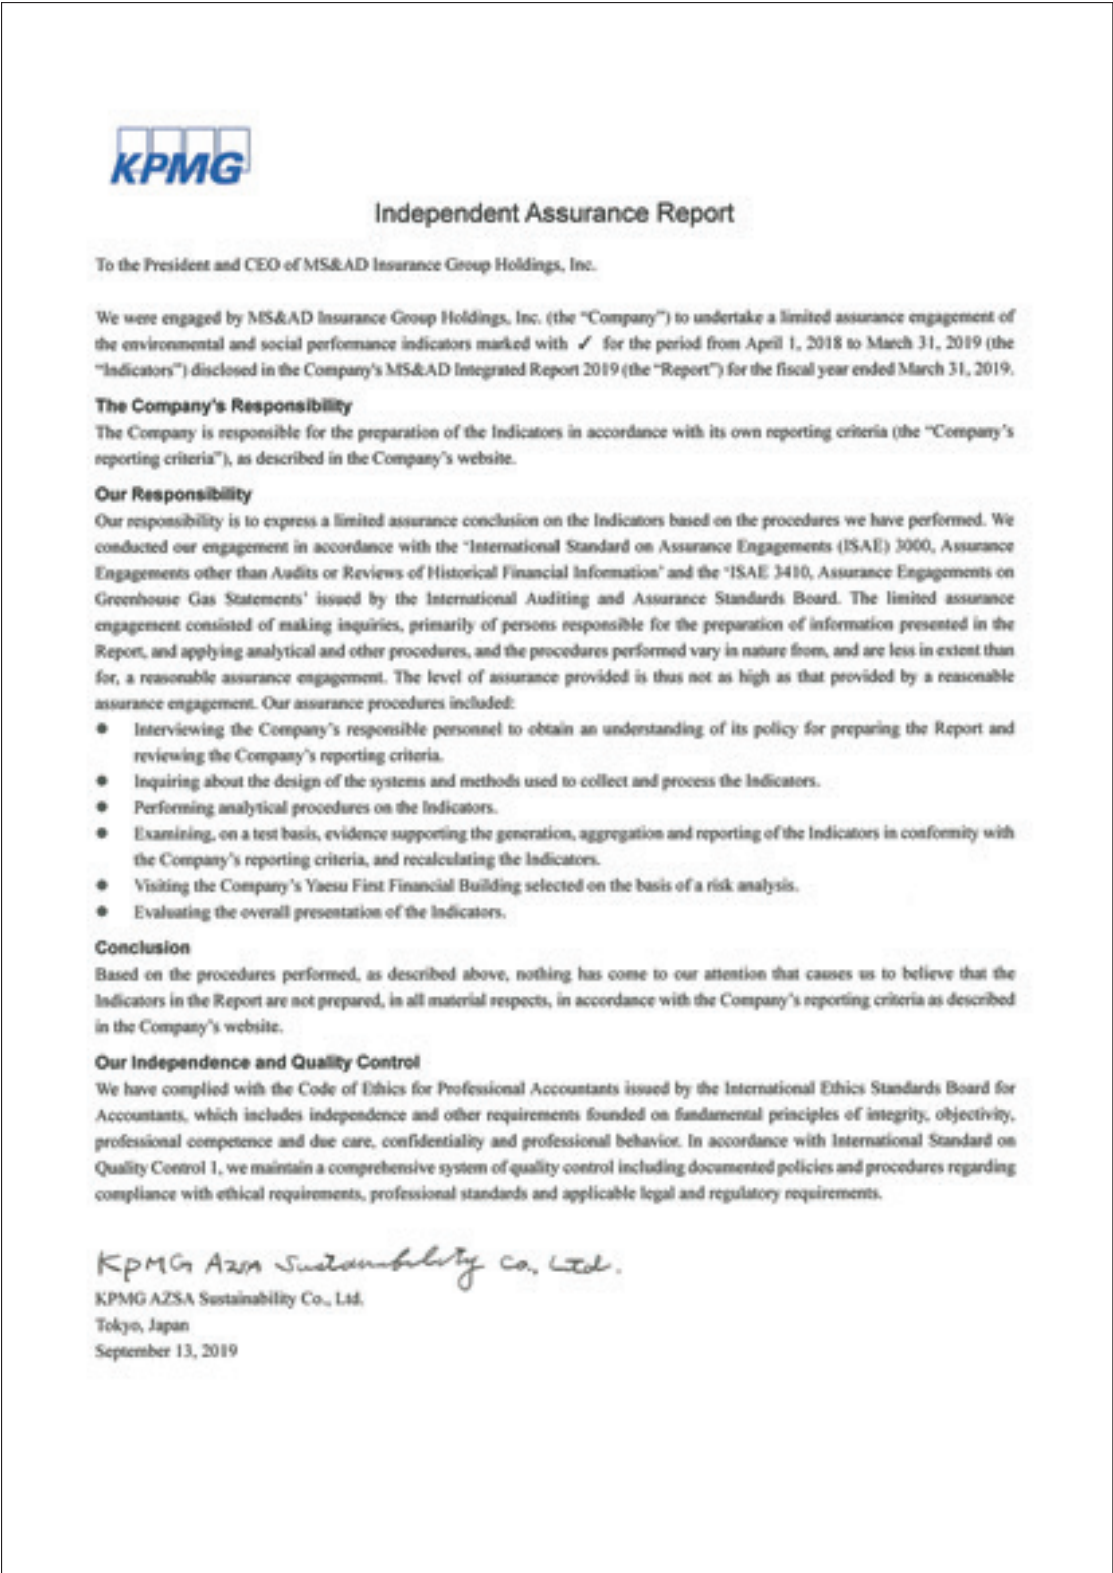 KPMG
Independent Assurance Report
To the President and CEO of MS&AD Insurance Group Holdings, Inc.
We were engaged by MS&AD Insurance Group Holdings, Inc. (the “Company”) to undertake a limited assurance engagement of
the environmental and social performance indicators marked with ✓ for the period from April 1, 2018 to March 31, 2019 (the
“Indicators”) disclosed in the Company's MS&AD Integrated Report 2019 (the “Report”) for the fiscal year ended March 31, 2019.
The Company's Responsibility
The Company is responsible for the preparation of the Indicators in accordance with its own reporting criteria (the “Company's
reporting criteria”), as described in the Company's website.
Our Responsibility
Our responsibility is to express a limited assurance conclusion on the Indicators based on the procedures we have performed. We
conducted our engagement in accordance with the ‘International Standard on Assurance Engagements (ISAE) 3000, Assurance
Engagements other than Audits or Reviews of Historical Financial Information’ and the ‘ISAE 3410, Assurance Engagements on
Greenhouse Gas Statements’ issued by the International Auditing and Assurance Standards Board. The limited assurance
engagement consisted of making inquiries, primarily of persons responsible for the preparation of information presented in the
Report, and applying analytical and other procedures, and the procedures performed vary in nature from, and are less in extent than
for, a reasonable assurance engagement. The level of assurance provided is thus not as high as that provided by a reasonable
assurance engagement. Our assurance procedures included:
● Interviewing the Company's responsible personnel to obtain an understanding of its policy for preparing the Report and
reviewing the Company's reporting criteria.
● Inquiring about the design of the systems and methods used to collect and process the Indicators.
● Performing analytical procedures on the Indicators.
● Examining, on a test basis, evidence supporting the generation, aggregation and reporting of the Indicators in conformity with
the Company's reporting criteria, and recalculating the Indicators.
● Visiting the Company's Yaesu First Financial Building selected on the basis of a risk analysis.
● Evaluating the overall presentation of the Indicators.
Conclusion
Based on the procedures performed, as described above, nothing has come to our attention that causes us to believe that the
Indicators in the Report are not prepared, in all material respects, in accordance with the Company's reporting criteria as described
in the Company's website.
Our Independence and Quality Control
We have complied with the Code of Ethics for Professional Accountants issued by the International Ethics Standards Board for
Accountants, which includes independence and other requirements founded on fundamental principles of integrity, objectivity,
professional competence and due care, confidentiality and professional behavior. In accordance with International Standard on
Quality Control 1, we maintain a comprehensive system of quality control including documented policies and procedures regarding
compliance with ethical requirements, professional standards and applicable legal and regulatory requirements.
KPMG AZSA Sustainability Co., Ltd.
KPMG AZSA Sustainability Co., Ltd.
Tokyo, Japan
September 13, 2019